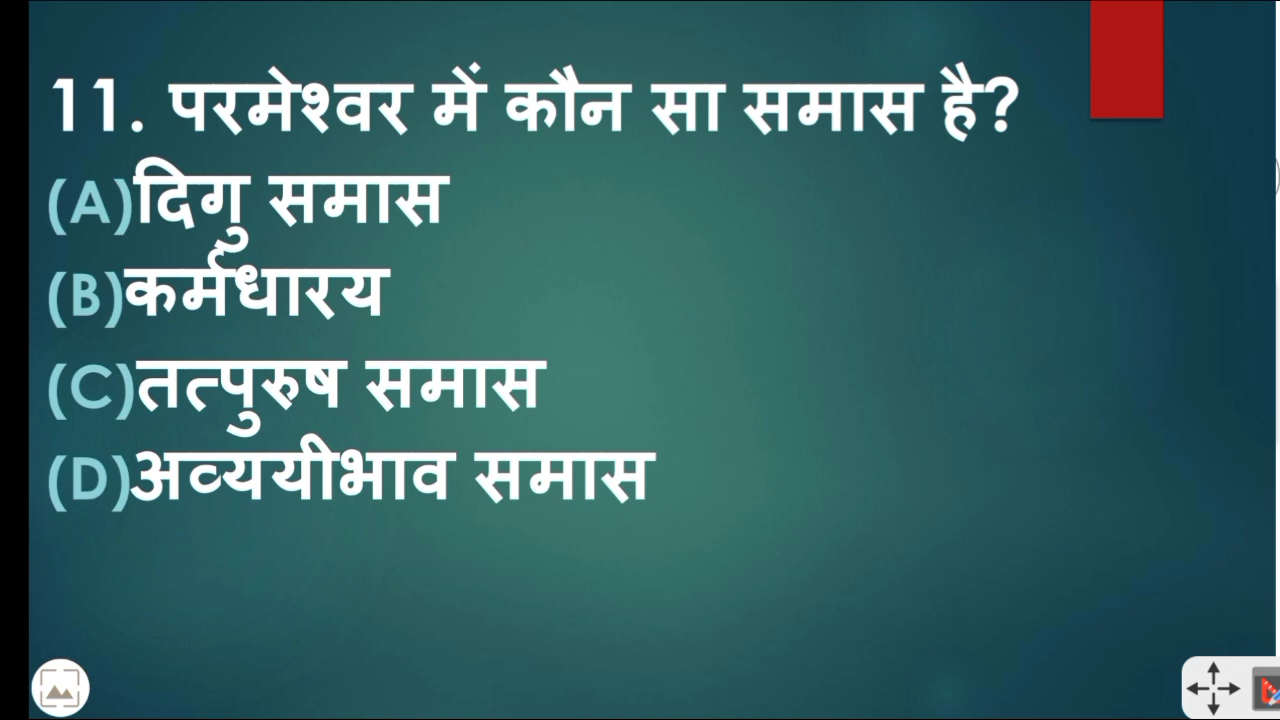 11. परमेश्वर में कौन सा समास है?
(A)दिगु समास
(B)कर्मधारय
(C)तत्पुरुष समास
(D)अव्ययीभाव समास